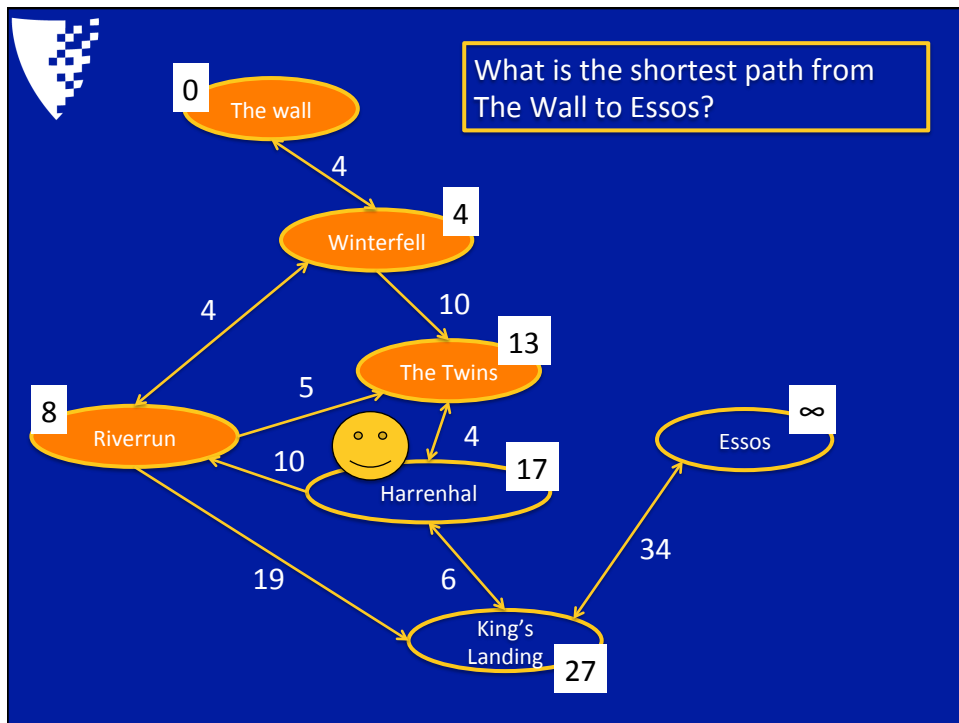 What is the shortest path from
The Wall to Essos?
0
The wall
4
4
Winterfell
4
10
13
The Twins
8
Riverrun
5
∞
Essos
4
10
17
Harrenhal
34
19
6
King's
Landing
27